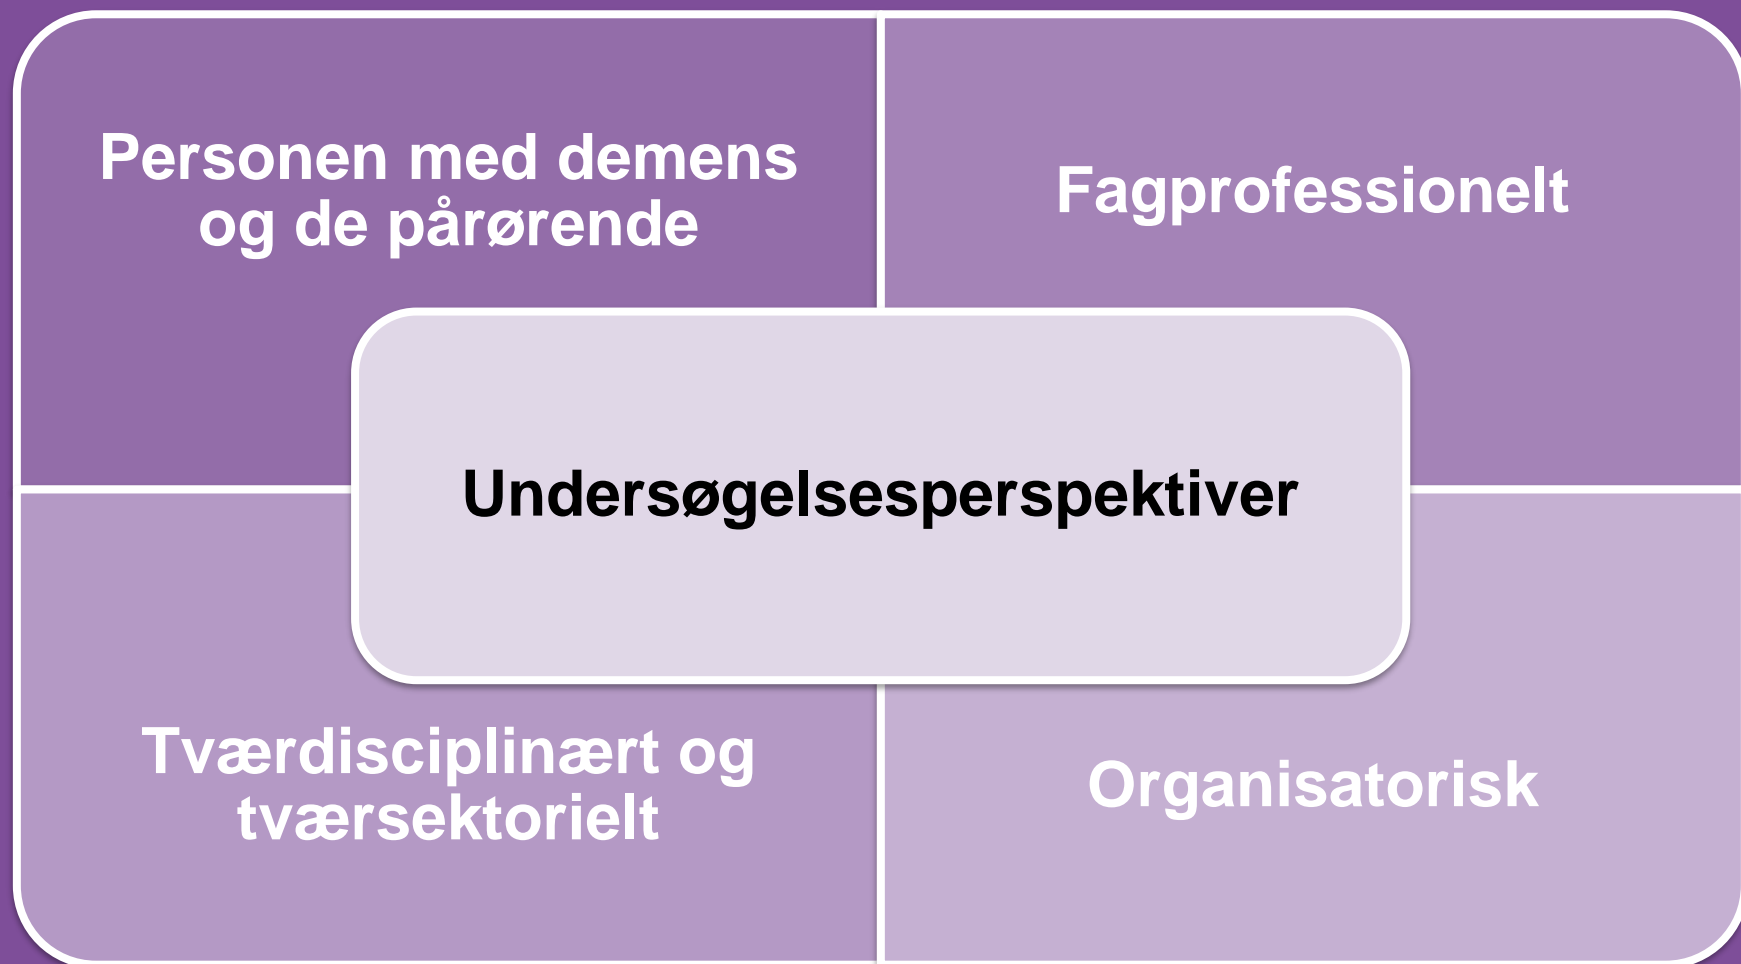 Personen med demens
og de pårørende
Fagprofessionelt
Undersøgelsesperspektiver
Tværdisciplinært og
tværsektorielt
Organisatorisk